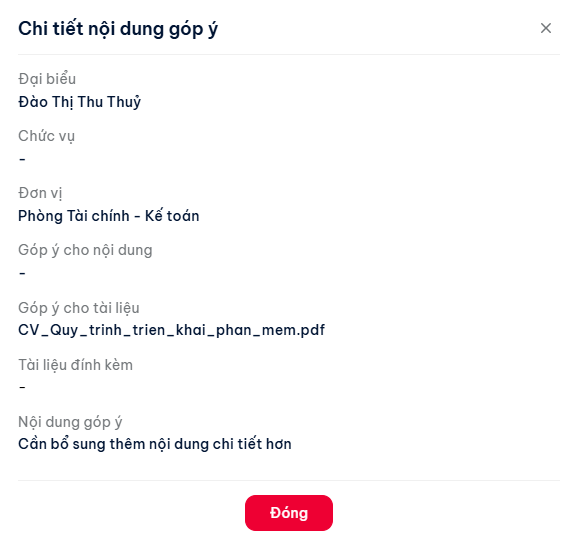 Chi tiết nội dung góp ý
Đại biểu
Đào Thị Thu Thuỷ
Chức vụ
-
Đơn vị
Phòng Tài chính - Kế toán
Góp ý cho nội dung
-
Góp ý cho tài liệu
CV_Quy_trinh_trien_khai_phan_mem.pdf
Tài liệu đính kèm
-
Nội dung góp ý
Cần bổ sung thêm nội dung chi tiết hơn
Đóng